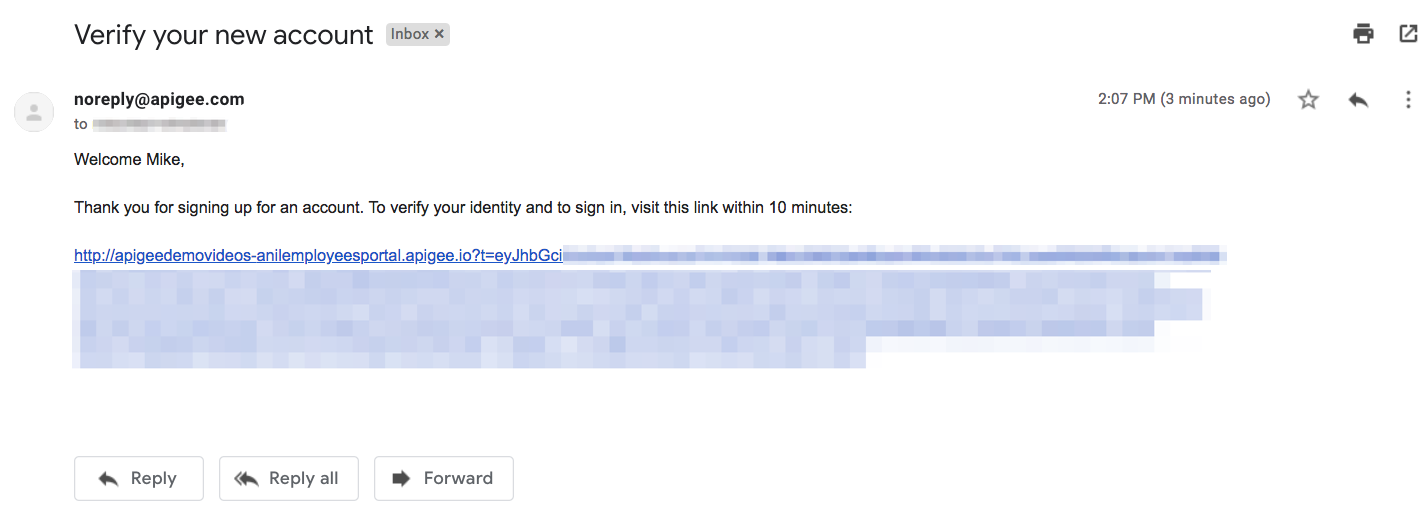 Verify your new account Inbox ×
noreply@apigee.com 2:07 PM (3 minutes ago)
to
Welcome Mike,
Thank you for signing up for an account. To verify your identity and to sign in, visit this link within 10 minutes:
http://apigeedemovideos-anilemployeesportal.apigee.io?t=eyJhbGci
Reply Reply all Forward